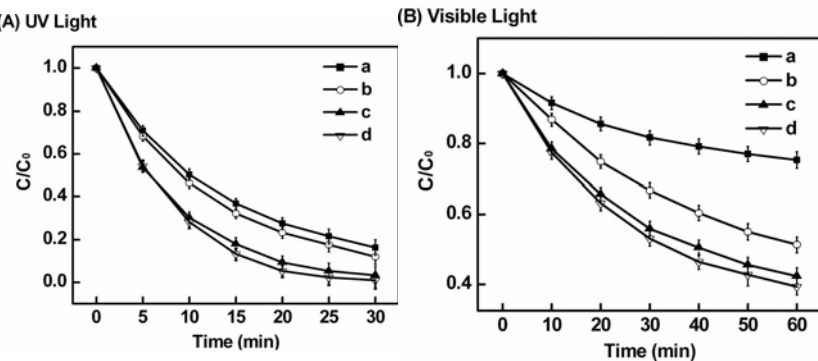 (A) UV Light
1.0
0.8
0.6
0.4
0.2
0.0
C/C₀
0 5 10 15 20 25 30
Time (min)
a
b
c
d
(B) Visible Light
1.0
0.8
0.6
0.4
C/C₀
0 10 20 30 40 50 60
Time (min)
a
b
c
d